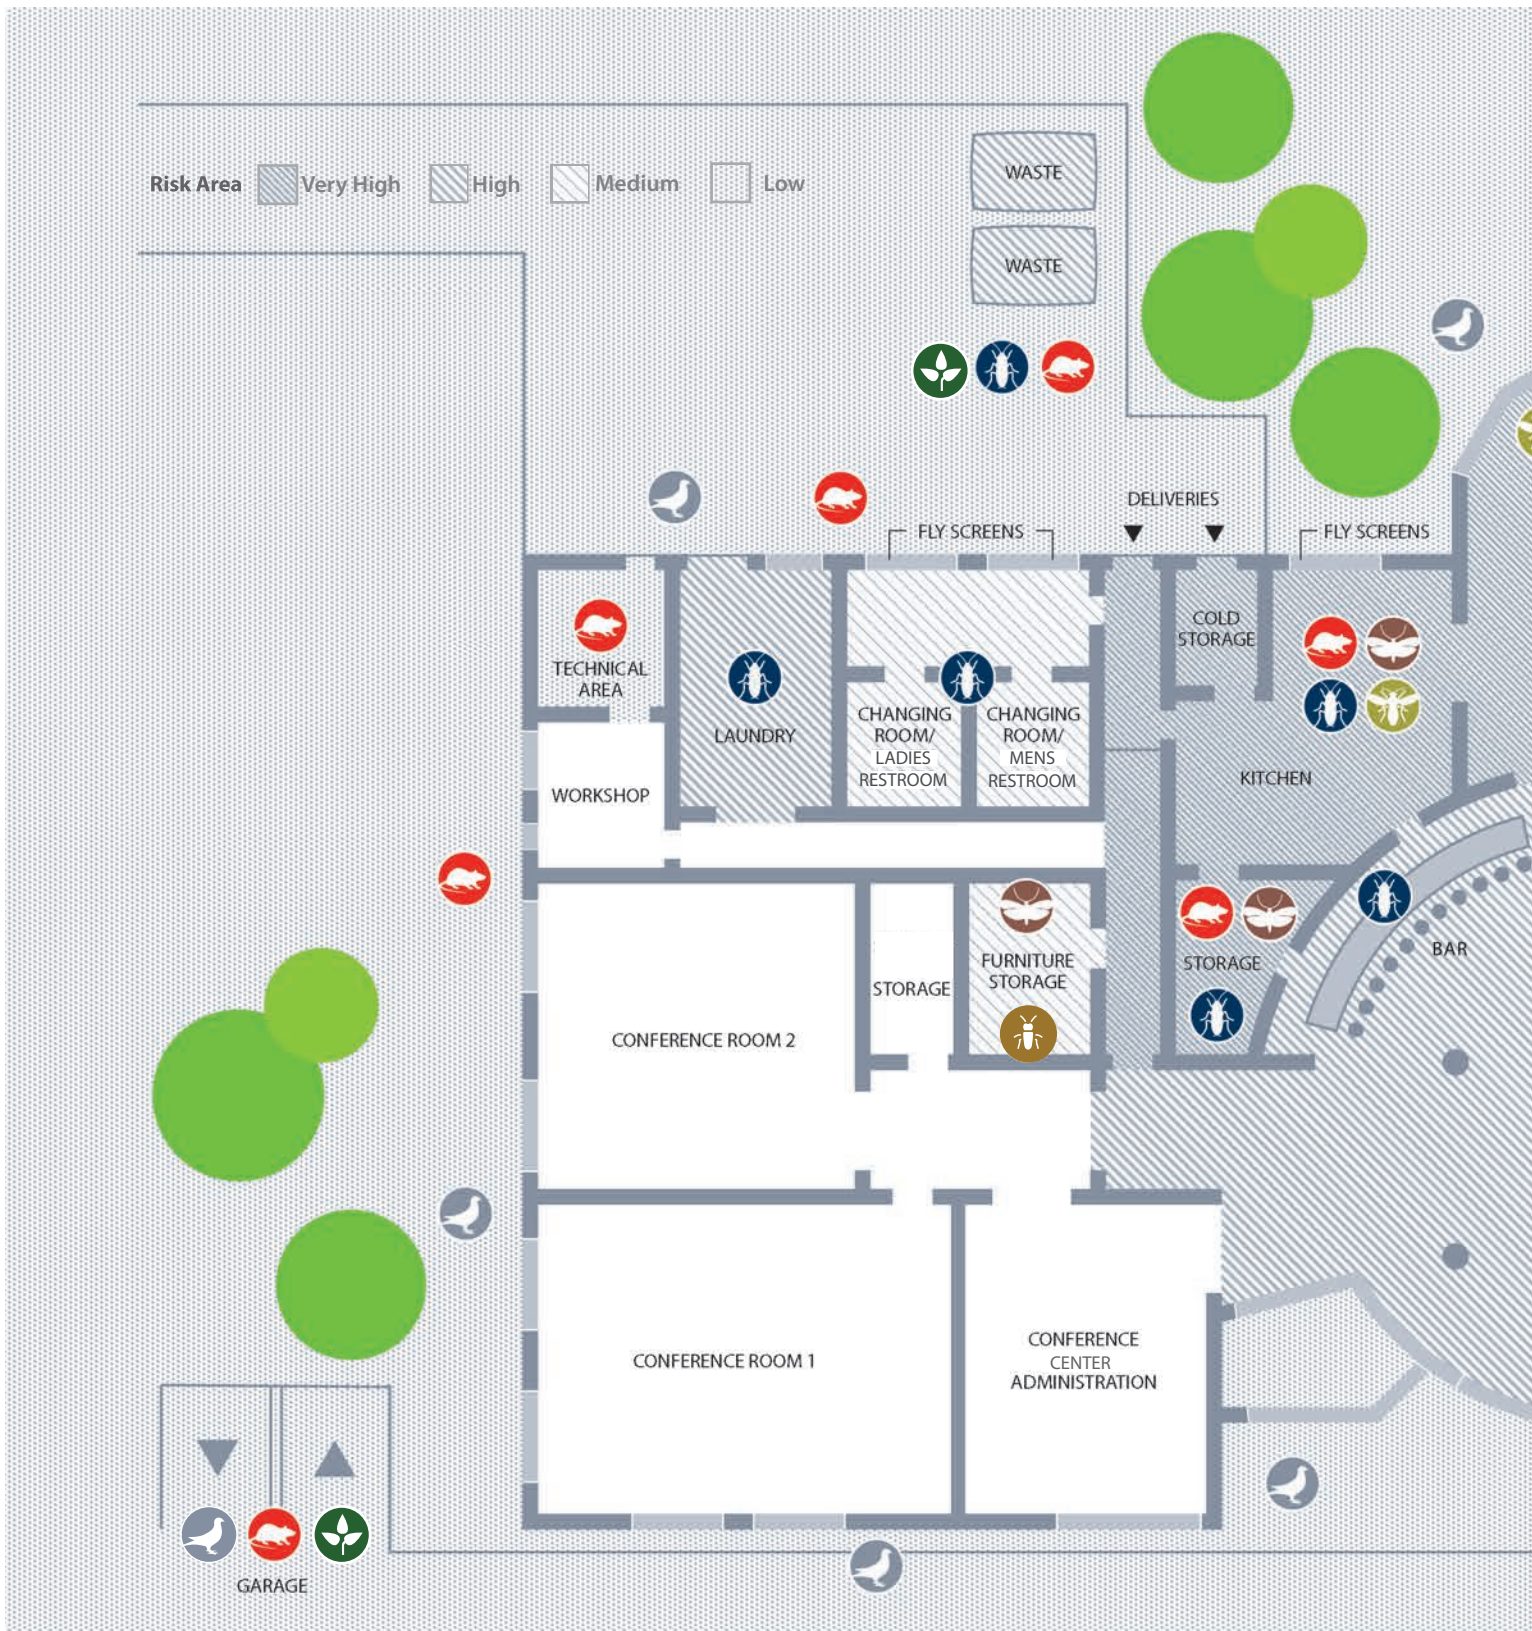 Risk Area Very High High Medium Low
WASTE
WASTE
DELIVERIES
FLY SCREENS
FLY SCREENS
COLD
STORAGE
TECHNICAL
AREA
LAUNDRY
CHANGING
ROOM/
LADIES
RESTROOM
CHANGING
ROOM/
MENS
RESTROOM
KITCHEN
WORKSHOP
BAR
FURNITURE
STORAGE
STORAGE
STORAGE
CONFERENCE ROOM 2
CONFERENCE ROOM 1
CONFERENCE
CENTER
ADMINISTRATION
GARAGE